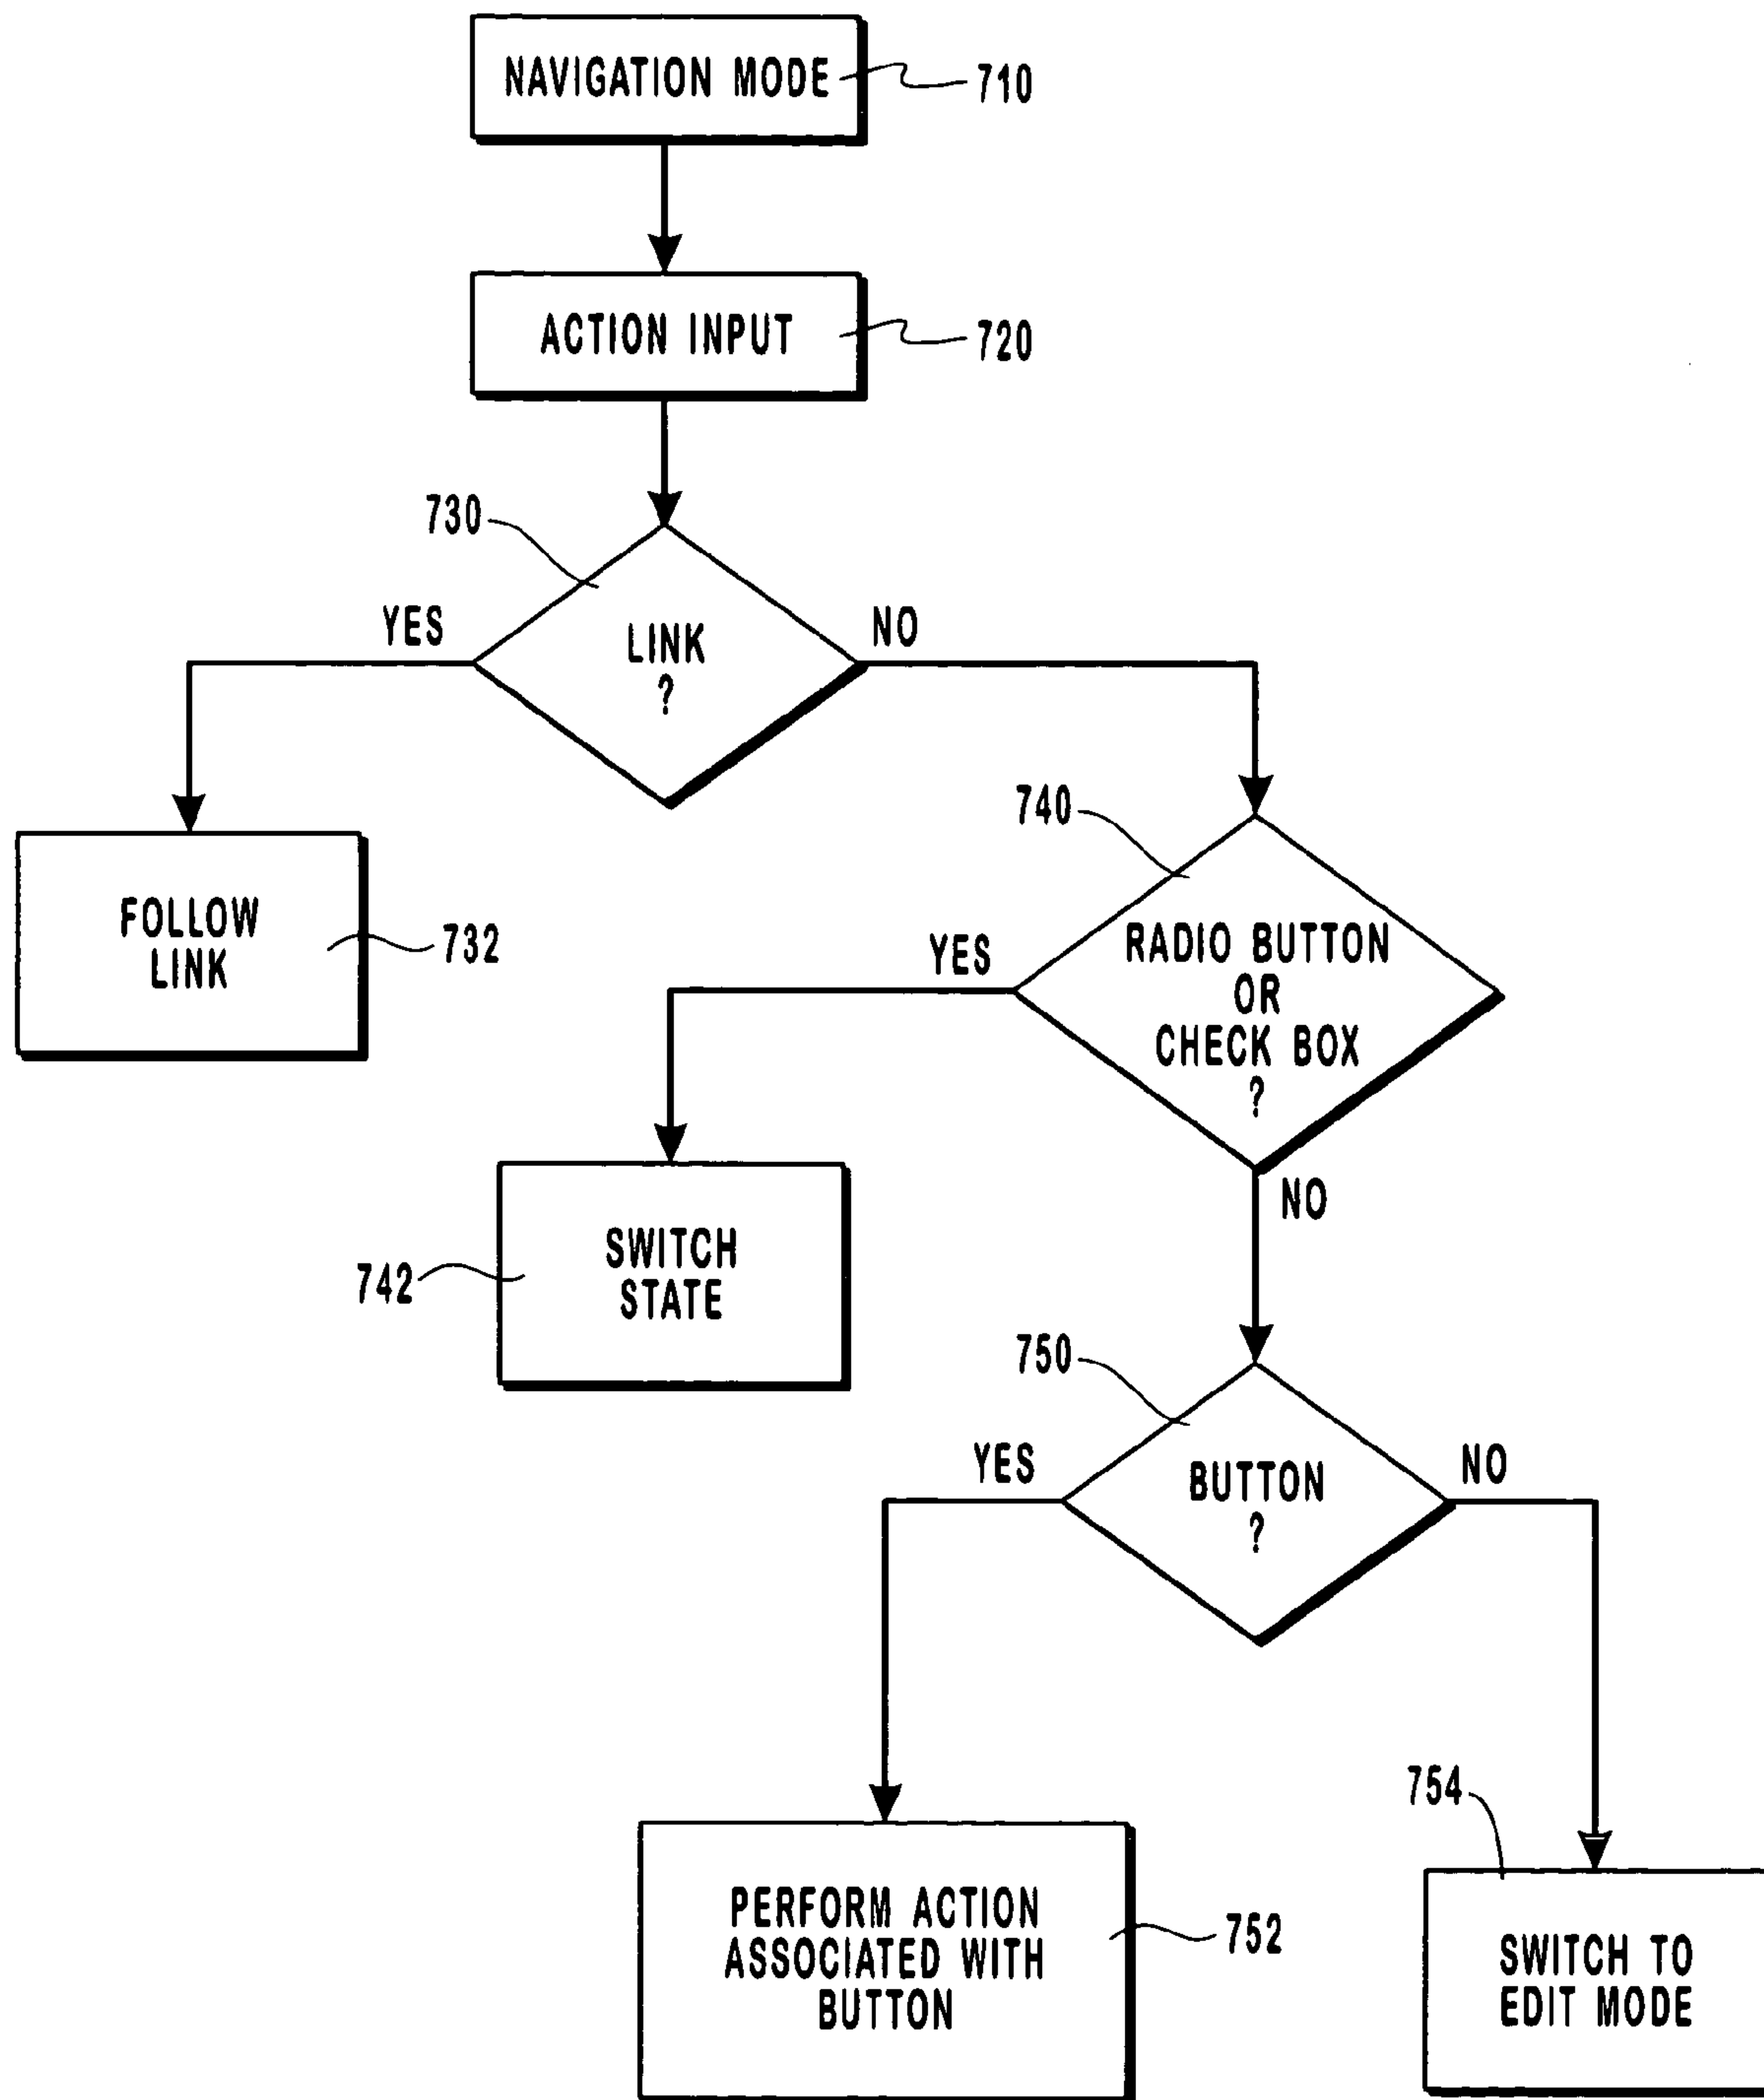 NAVIGATION MODE
710
ACTION INPUT
720
730
YES
NO
LINK
?
740
FOLLOW
LINK
732
YES
RADIO BUTTON
OR
CHECK BOX
?
NO
SWITCH
STATE
742
750
YES
NO
BUTTON
?
754
PERFORM ACTION
ASSOCIATED WITH
BUTTON
752
SWITCH TO
EDIT MODE